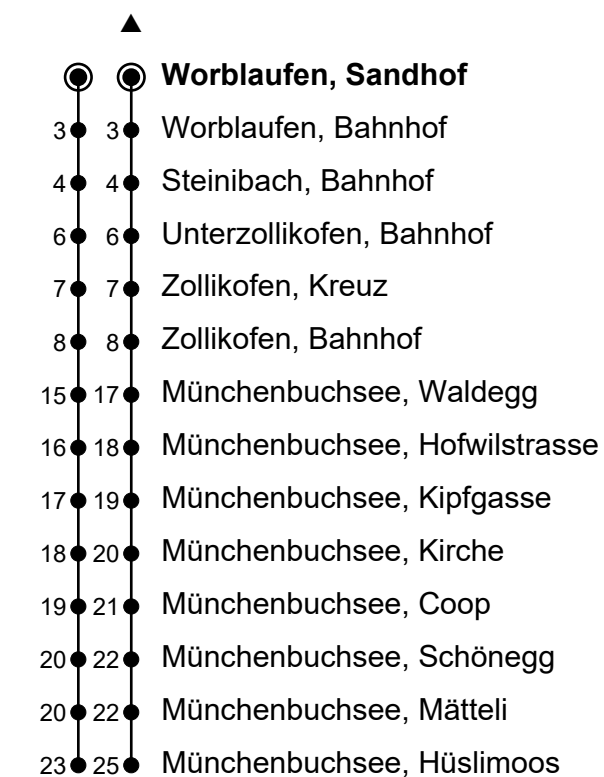 ▲
Worblaufen, Sandhof
3 3 Worblaufen, Bahnhof
4 4 Steinibach, Bahnhof
6 6 Unterzollikofen, Bahnhof
7 7 Zollikofen, Kreuz
8 8 Zollikofen, Bahnhof
15 17 Münchenbuchsee, Waldegg
16 18 Münchenbuchsee, Hofwilstrasse
17 19 Münchenbuchsee, Kipfgasse
18 20 Münchenbuchsee, Kirche
19 21 Münchenbuchsee, Coop
20 22 Münchenbuchsee, Schönegg
20 22 Münchenbuchsee, Mätteli
23 25 Münchenbuchsee, Hüslimoos